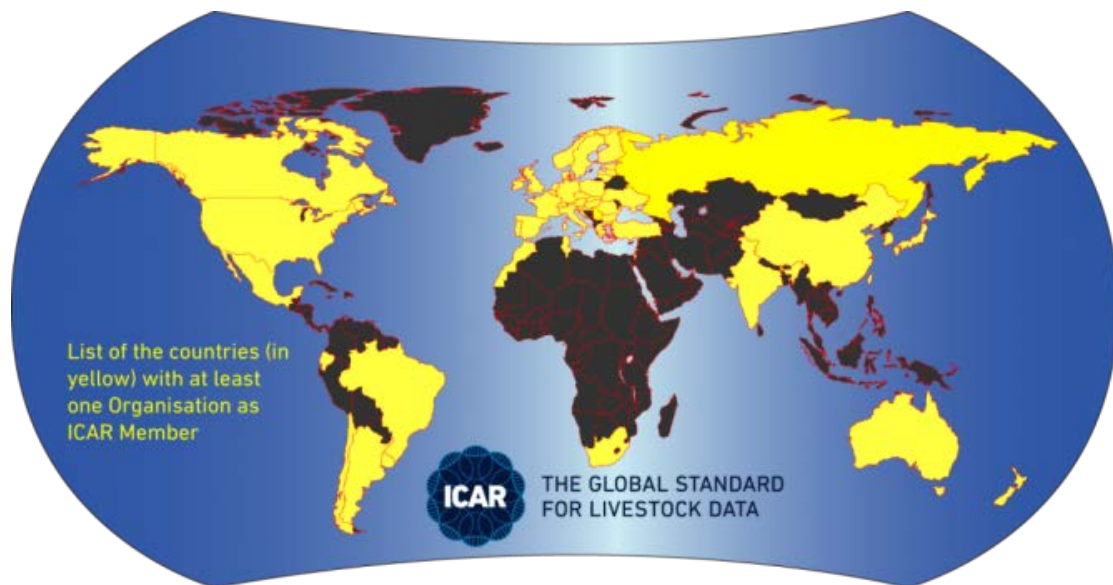 List of the countries (in
yellow) with at least
one Organisation as
ICAR Member
ICAR
THE GLOBAL STANDARD
FOR LIVESTOCK DATA